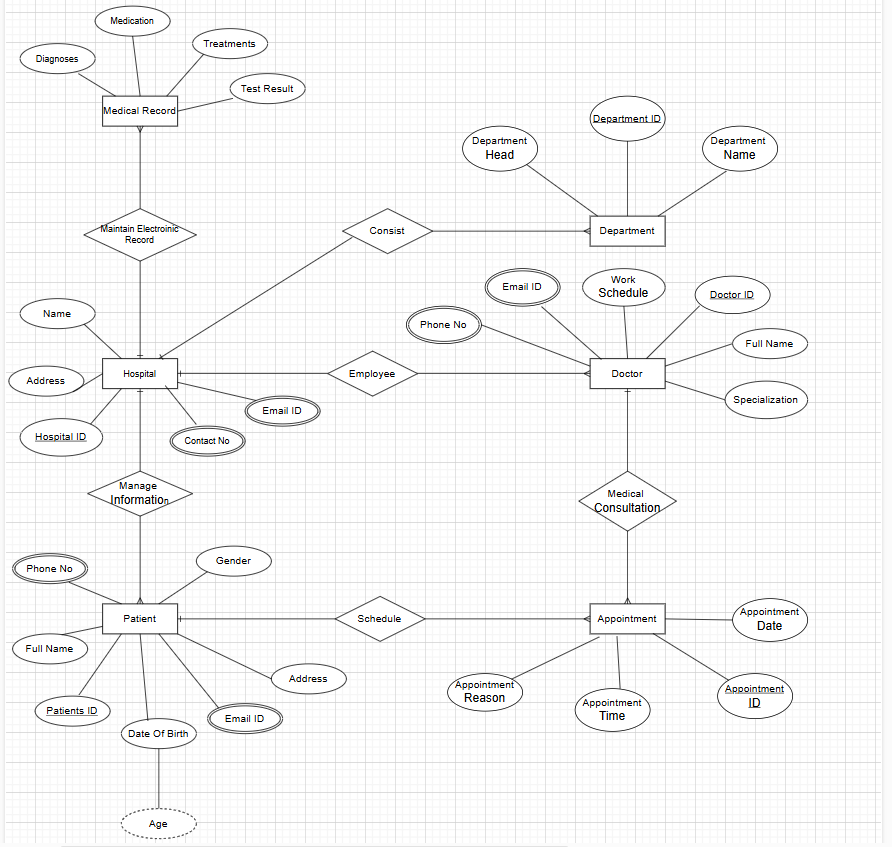 Medication
Treatments
Diagnoses
Test Result
Medical Record
Department ID
Department
Head
Department
Name
Maintain Electroinic
Record
Consist
Department
Email ID
Work
Schedule
Doctor ID
Name
Phone No
Full Name
Address
Hospital
Employee
Doctor
Specialization
Email ID
Hospital ID
Contact No
Manage
Information
Medical
Consultation
Phone No
Gender
Patient
Schedule
Appointment
Appointment
Date
Full Name
Address
Appointment
Reason
Appointment
ID
Patients ID
Email ID
Appointment
Time
Date Of Birth
Age